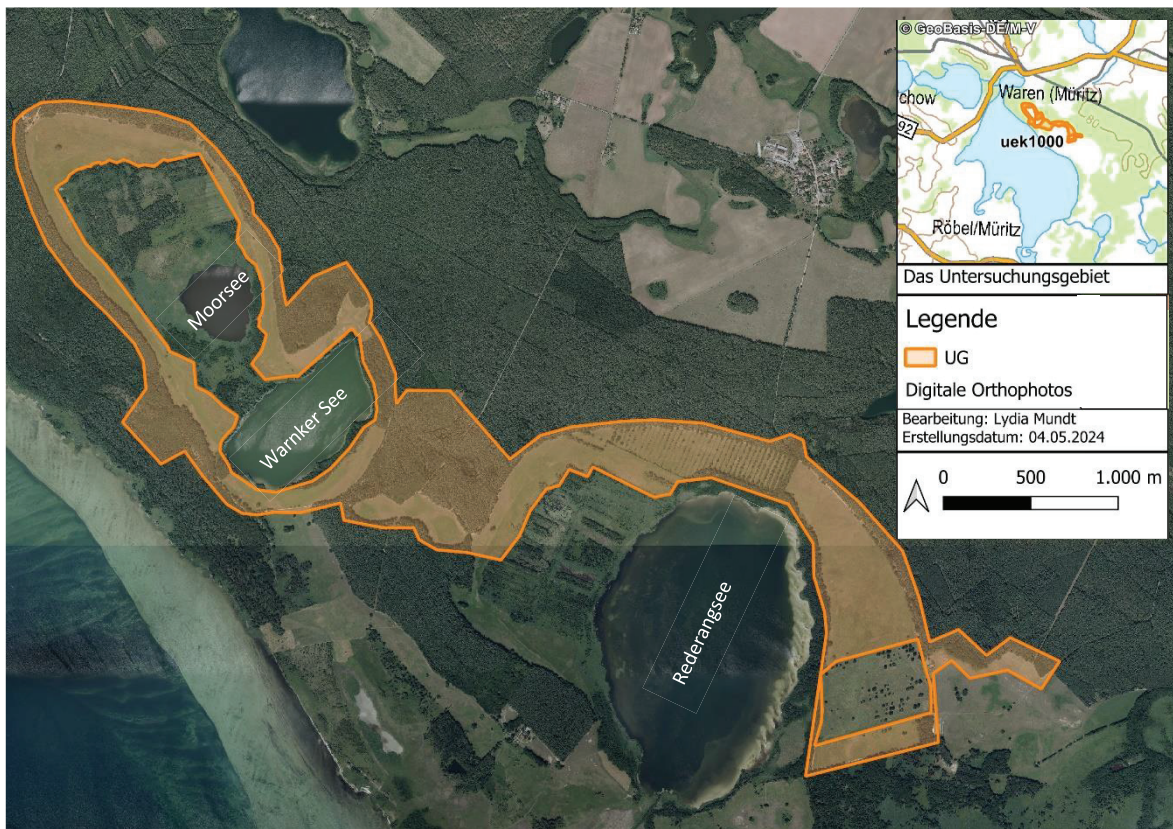 Moorsee
Warnker See
Rederangsee
© GeoBasis-DE/M-V
Waren (Müritz)
chow
92
80
uek1000
Röbel/Müritz
Das Untersuchungsgebiet
Legende
UG
Digitale Orthophotos
Bearbeitung: Lydia Mundt
Erstellungsdatum: 04.05.2024
0 500 1.000 m